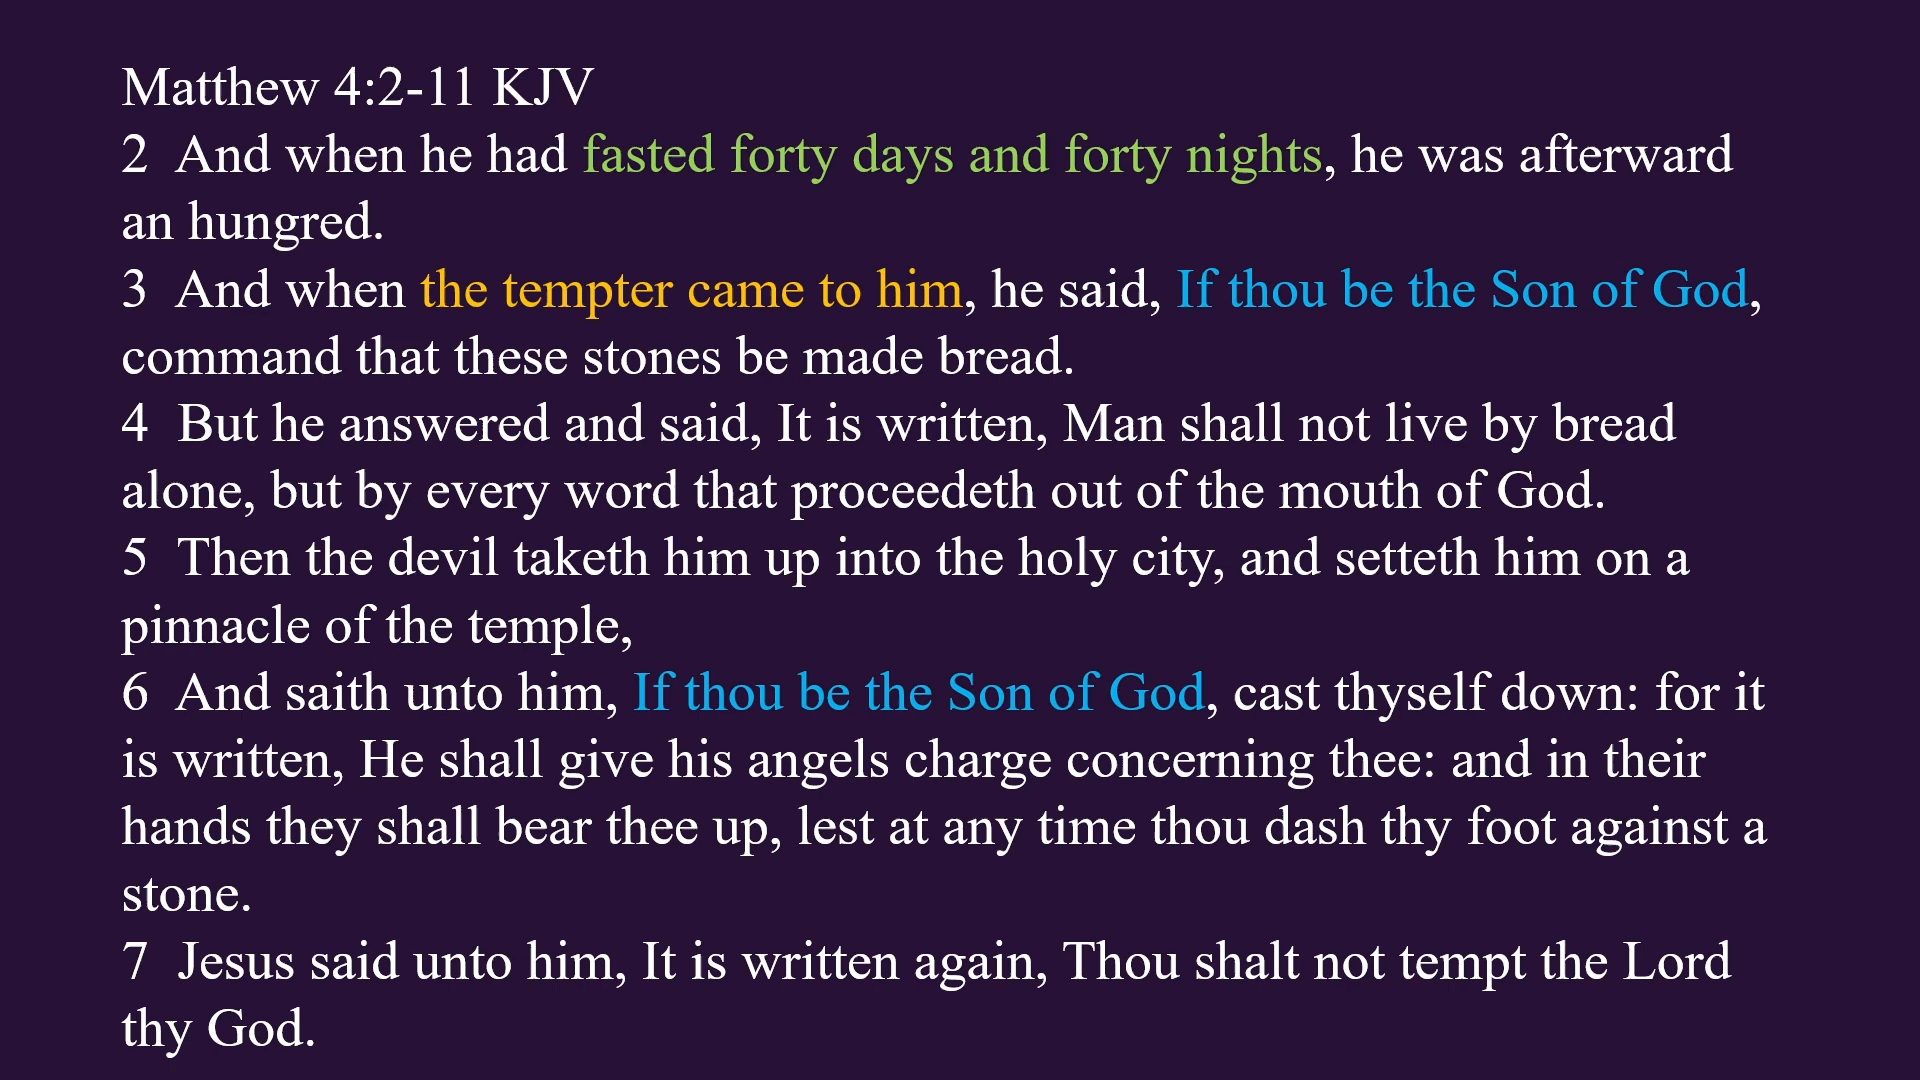 Matthew 4:2-11 KJV
2  And when he had fasted forty days and forty nights, he was afterward
an hungred.
3  And when the tempter came to him, he said, If thou be the Son of God,
command that these stones be made bread.
4  But he answered and said, It is written, Man shall not live by bread
alone, but by every word that proceedeth out of the mouth of God.
5  Then the devil taketh him up into the holy city, and setteth him on a
pinnacle of the temple,
6  And saith unto him, If thou be the Son of God, cast thyself down: for it
is written, He shall give his angels charge concerning thee: and in their
hands they shall bear thee up, lest at any time thou dash thy foot against a
stone.
7  Jesus said unto him, It is written again, Thou shalt not tempt the Lord
thy God.